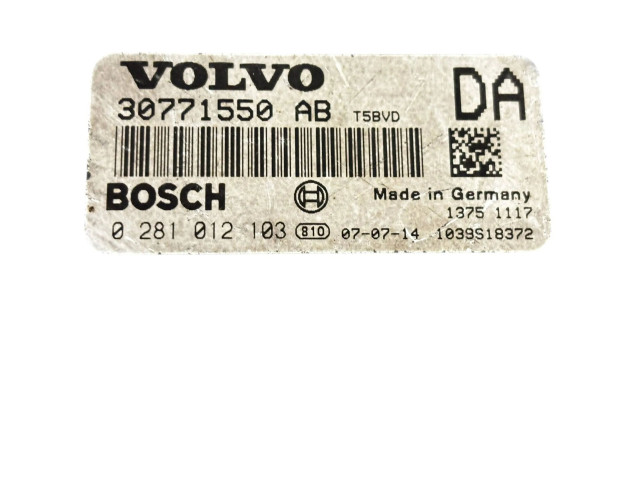 VOLVO DA
30771550 AB T5BVD
BOSCH Made in Germany
1375 1117
0 281 012 103 810 07-07-14 1039S18372